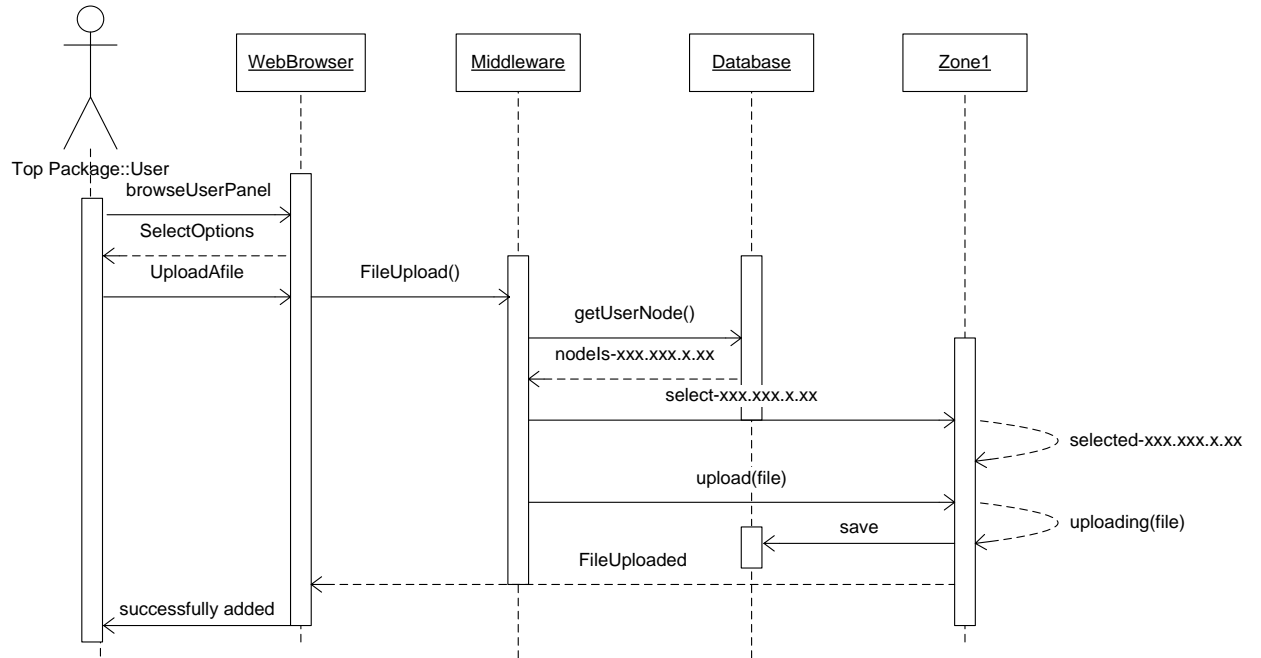 WebBrowser
Middleware
Database
Zone1
Top Package::User
browseUserPanel
SelectOptions
UploadAfile
FileUpload()
getUserNode()
nodeIs-xxx.xxx.x.xx
select-xxx.xxx.x.xx
selected-xxx.xxx.x.xx
upload(file)
uploading(file)
save
FileUploaded
successfully added